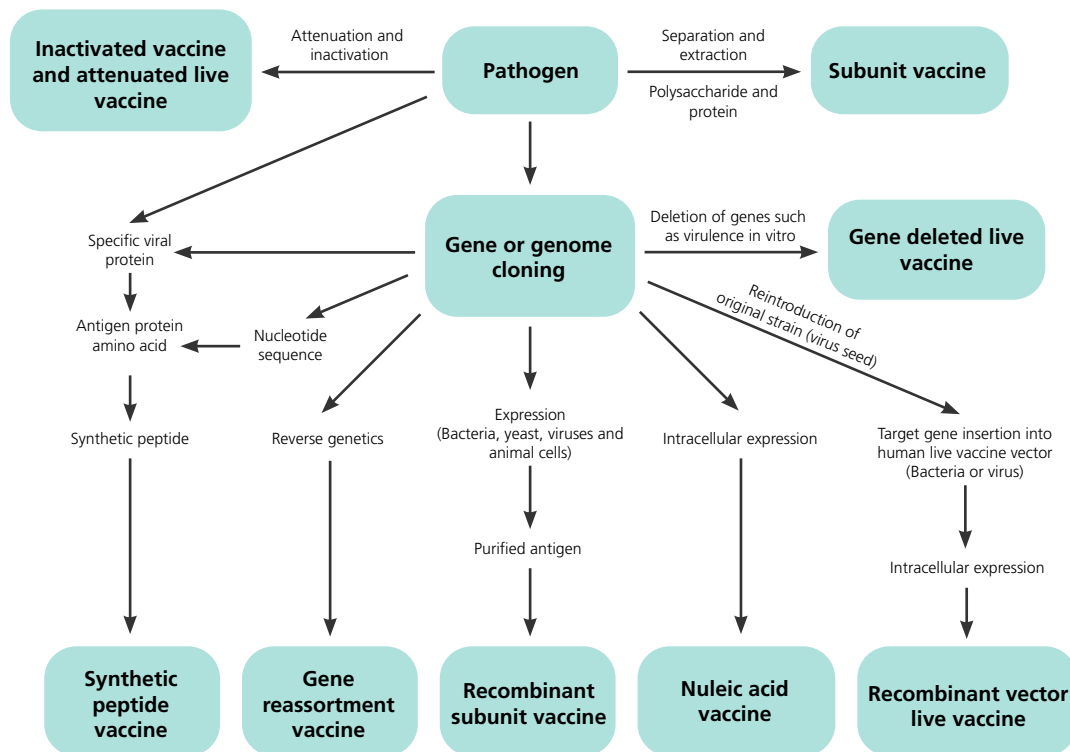 Inactivated vaccine
and attenuated live
vaccine
Attenuation and
inactivation
Pathogen
Separation and
extraction
Polysaccharide and
protein
Subunit vaccine
Specific viral
protein
Gene or genome
cloning
Deletion of genes such
as virulence in vitro
Gene deleted live
vaccine
Antigen protein
amino acid
Nucleotide
sequence
Reintroduction of
original strain (virus seed)
Synthetic peptide
Reverse genetics
Expression
(Bacteria, yeast, viruses and
animal cells)
Intracellular expression
Target gene insertion into
human live vaccine vector
(Bacteria or virus)
Purified antigen
Intracellular expression
Synthetic
peptide
vaccine
Gene
reassortment
vaccine
Recombinant
subunit vaccine
Nuleic acid
vaccine
Recombinant vector
live vaccine